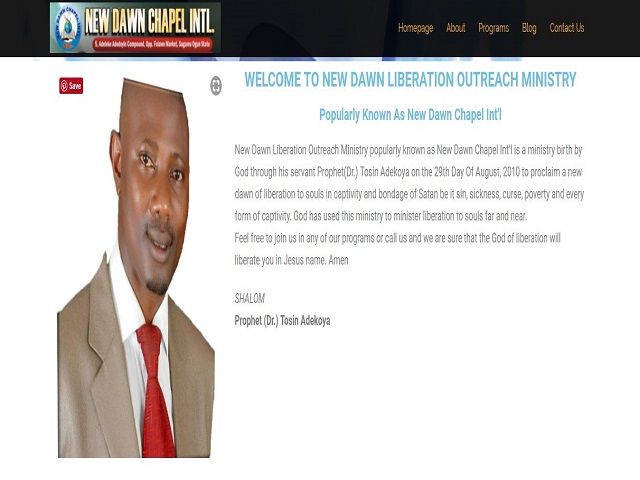 NEW DAWN CHAPEL INTL.
5, Adeleke Adedoyin Compound, Opp. Falawo Market, Sagamu Ogun State
Homepage About Programs Blog Contact Us
Save
WELCOME TO NEW DAWN LIBERATION OUTREACH MINISTRY
Popularly Known As New Dawn Chapel Int'l
New Dawn Liberation Outreach Ministry popularly known as New Dawn Chapel Int'l is a ministry birth by
God through his servant Prophet(Dr.) Tosin Adekoya on the 29th Day Of August, 2010 to proclaim a new
dawn of liberation to souls in captivity and bondage of Satan be it sin, sickness, curse, poverty and every
form of captivity. God has used this ministry to minister liberation to souls far and near.
Feel free to join us in any of our programs or call us and we are sure that the God of liberation will
liberate you in Jesus name. Amen
SHALOM
Prophet (Dr.) Tosin Adekoya